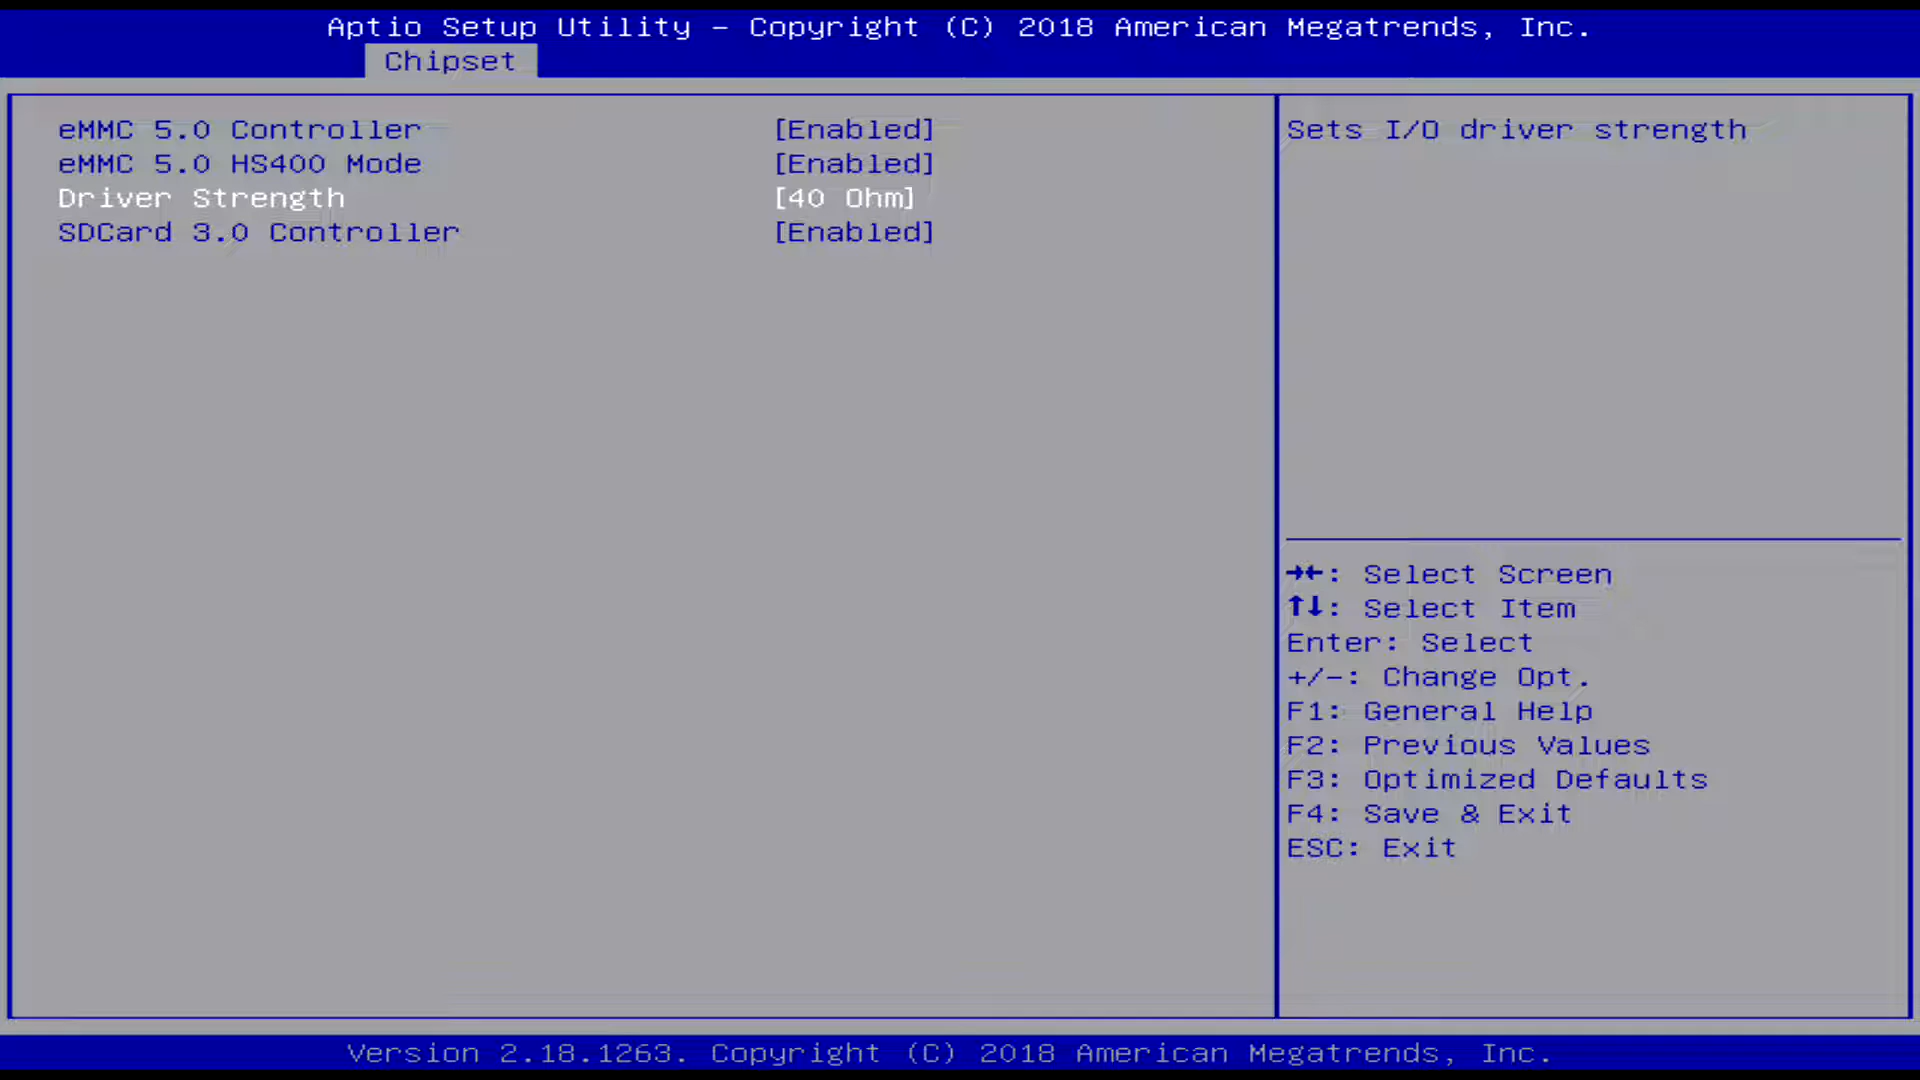 Aptio Setup Utility - Copyright (C) 2018 American Megatrends, Inc.
Chipset
eMMC 5.0 Controller [Enabled]
eMMC 5.0 HS400 Mode [Enabled]
Driver Strength [40 Ohm]
SDCard 3.0 Controller [Enabled]
Sets I/O driver strength
→←: Select Screen
↑↓: Select Item
Enter: Select
+/-: Change Opt.
F1: General Help
F2: Previous Values
F3: Optimized Defaults
F4: Save & Exit
ESC: Exit
Version 2.18.1263. Copyright (C) 2018 American Megatrends, Inc.